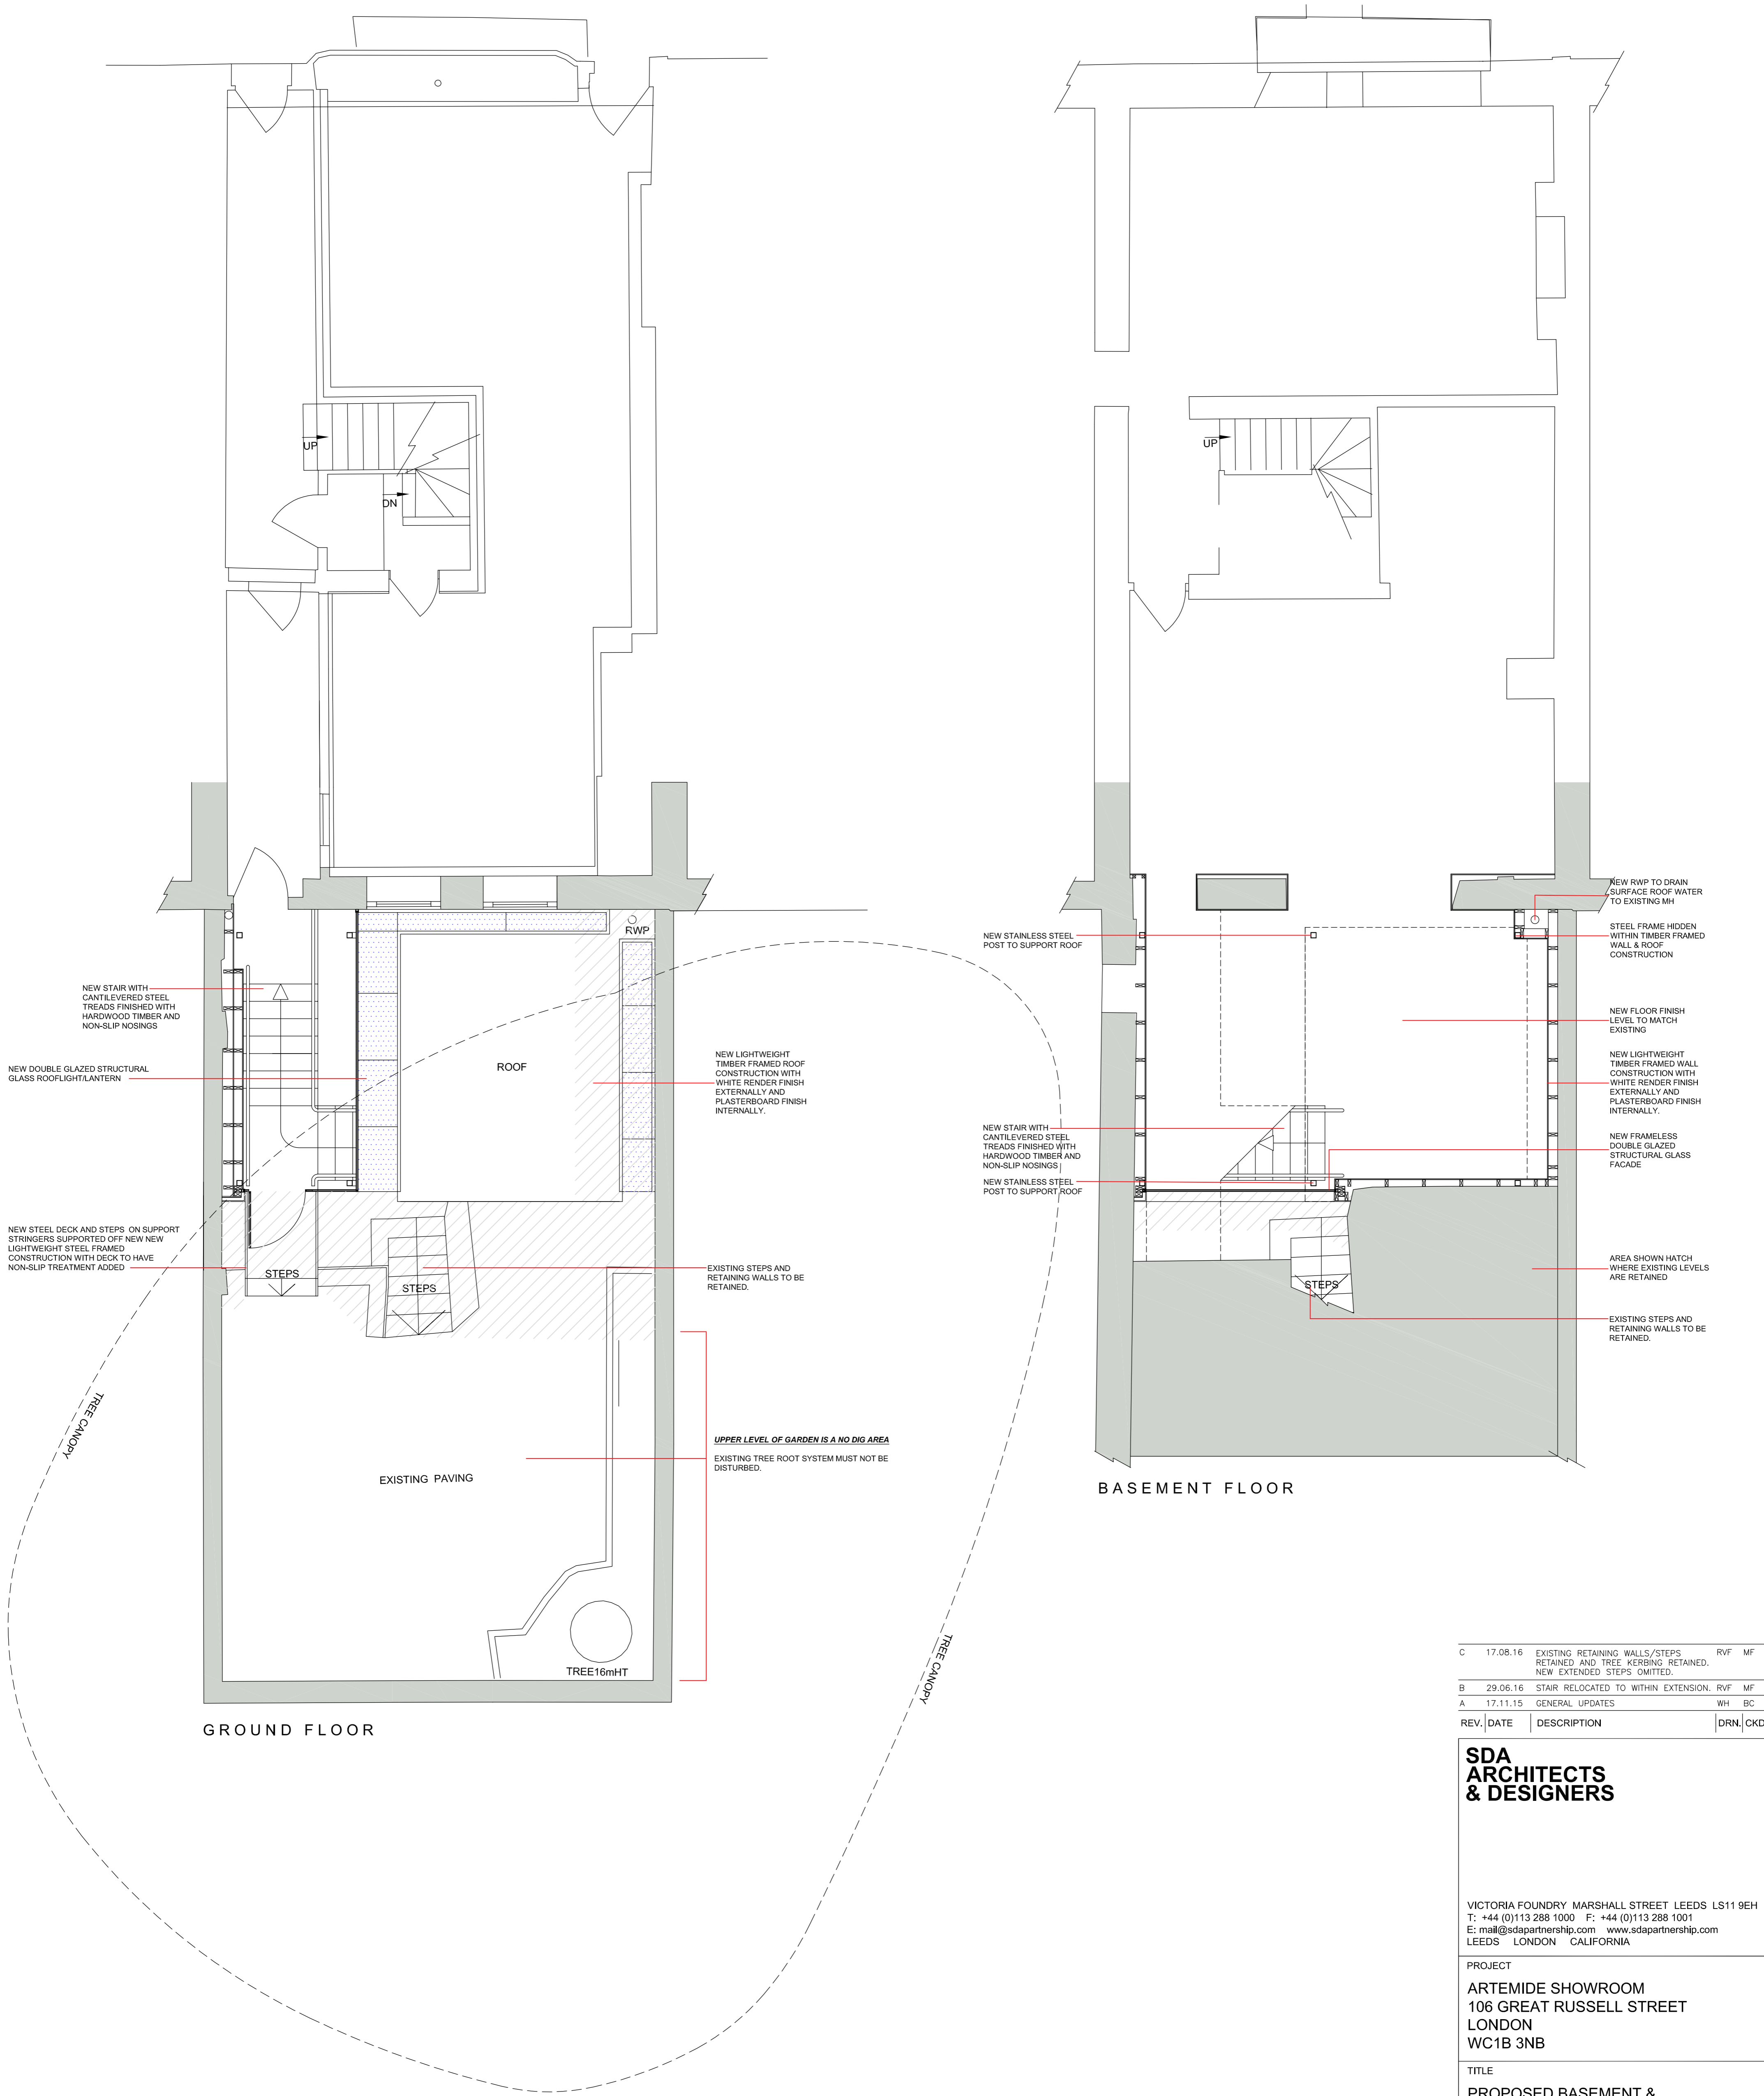 UP
DN
RWP
NEW STAIR WITH
CANTILEVERED STEEL
TREADS FINISHED WITH
HARDWOOD TIMBER AND
NON-SLIP NOSINGS
NEW DOUBLE GLAZED STRUCTURAL
GLASS ROOFLIGHT/LANTERN
ROOF
NEW LIGHTWEIGHT
TIMBER FRAMED ROOF
CONSTRUCTION WITH
WHITE RENDER FINISH
EXTERNALLY AND
PLASTERBOARD FINISH
INTERNALLY.
NEW STEEL DECK AND STEPS ON SUPPORT
STRINGERS SUPPORTED OFF NEW NEW
LIGHTWEIGHT STEEL FRAMED
CONSTRUCTION WITH DECK TO HAVE
NON-SLIP TREATMENT ADDED
STEPS
STEPS
EXISTING STEPS AND
RETAINING WALLS TO BE
RETAINED.
TREE CANOPY
UPPER LEVEL OF GARDEN IS A NO DIG AREA
EXISTING TREE ROOT SYSTEM MUST NOT BE
DISTURBED.
EXISTING PAVING
TREE16mHT
TREE CANOPY
GROUND FLOOR
UP
NEW RWP TO DRAIN
SURFACE ROOF WATER
TO EXISTING MH
NEW STAINLESS STEEL
POST TO SUPPORT ROOF
STEEL FRAME HIDDEN
WITHIN TIMBER FRAMED
WALL & ROOF
CONSTRUCTION
NEW FLOOR FINISH
LEVEL TO MATCH
EXISTING
NEW LIGHTWEIGHT
TIMBER FRAMED WALL
CONSTRUCTION WITH
WHITE RENDER FINISH
EXTERNALLY AND
PLASTERBOARD FINISH
INTERNALLY.
NEW STAIR WITH
CANTILEVERED STEEL
TREADS FINISHED WITH
HARDWOOD TIMBER AND
NON-SLIP NOSINGS
NEW FRAMELESS
DOUBLE GLAZED
STRUCTURAL GLASS
FACADE
NEW STAINLESS STEEL
POST TO SUPPORT ROOF
AREA SHOWN HATCH
WHERE EXISTING LEVELS
ARE RETAINED
STEPS
EXISTING STEPS AND
RETAINING WALLS TO BE
RETAINED.
BASEMENT FLOOR
C 17.08.16 EXISTING RETAINING WALLS/STEPS RVF MF
RETAINED AND TREE KERBING RETAINED.
NEW EXTENDED STEPS OMITTED.
B 29.06.16 STAIR RELOCATED TO WITHIN EXTENSION. RVF MF
A 17.11.15 GENERAL UPDATES WH BC
REV. DATE DESCRIPTION DRN. CKD
SDA
ARCHITECTS
& DESIGNERS
VICTORIA FOUNDRY MARSHALL STREET LEEDS LS11 9EH
T: +44 (0)113 288 1000 F: +44 (0)113 288 1001
E: mail@sdapartnership.com www.sdapartnership.com
LEEDS LONDON CALIFORNIA
PROJECT
ARTEMIDE SHOWROOM
106 GREAT RUSSELL STREET
LONDON
WC1B 3NB
TITLE
PROPOSED BASEMENT &